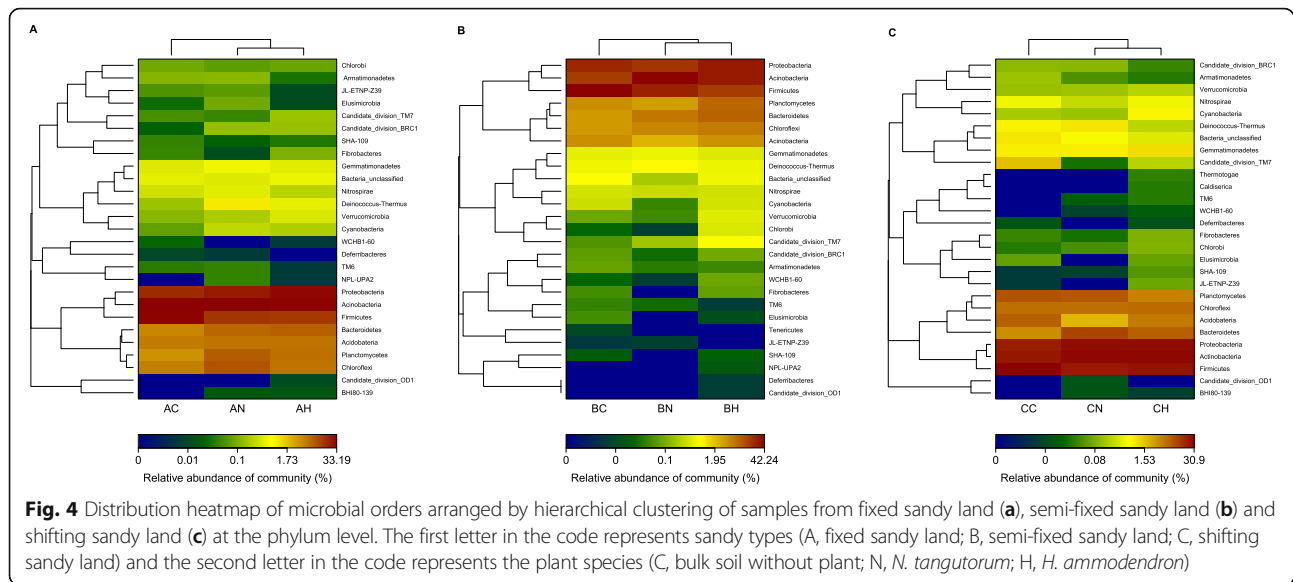 A
Chlorobi
Armatimonadetes
JL-ETNP-Z39
Elusimicrobia
Candidate_division_TM7
Candidate_division_BRC1
SHA-109
Fibrobacteres
Gemmatimonadetes
Bacteria_unclassified
Nitrospirae
Deinococcus-Thermus
Verrucomicrobia
Cyanobacteria
WCHB1-60
Deferribacteres
TM6
NPL-UPA2
Proteobacteria
Acinobacteria
Firmicutes
Bacteroidetes
Acidobateria
Planctomycetes
Chloroflexi
Candidate_division_OD1
BHI80-139
AC AN AH
0 0.01 0.1 1.73 33.19
Relative abundance of community (%)
B
Proteobacteria
Acinobacteria
Firmicutes
Planctomycetes
Bacteroidetes
Chloroflexi
Acinobacteria
Gemmatimonadetes
Deinococcus-Thermus
Bacteria_unclassified
Nitrospirae
Cyanobacteria
Verrucomicrobia
Chlorobi
Candidate_division_TM7
Candidate_division_BRC1
Armatimonadetes
WCHB1-60
Fibrobacteres
TM6
Elusimicrobia
Tenericutes
JL-ETNP-Z39
SHA-109
NPL-UPA2
Deferribacteres
Candidate_division_OD1
BC BN BH
0 0.1 1.95 42.24
Relative abundance of community (%)
C
Candidate_division_BRC1
Armatimonadetes
Verrucomicrobia
Nitrospirae
Cyanobacteria
Deinococcus-Thermus
Bacteria_unclassified
Gemmatimonadetes
Candidate_division_TM7
Thermotogae
Caldiserica
TM6
WCHB1-60
Deferribacteres
Fibrobacteres
Chlorobi
Elusimicrobia
SHA-109
JL-ETNP-Z39
Planctomycetes
Chloroflexi
Acidobateria
Bacteroidetes
Proteobacteria
Actinobacteria
Firmicutes
Candidate_division_OD1
BHI80-139
CC CN CH
0 0 0.08 1.53 30.9
Relative abundance of community (%)
Fig. 4 Distribution heatmap of microbial orders arranged by hierarchical clustering of samples from fixed sandy land (a), semi-fixed sandy land (b) and
shifting sandy land (c) at the phylum level. The first letter in the code represents sandy types (A, fixed sandy land; B, semi-fixed sandy land; C, shifting
sandy land) and the second letter in the code represents the plant species (C, bulk soil without plant; N, N. tangutorum; H, H. ammodendron)